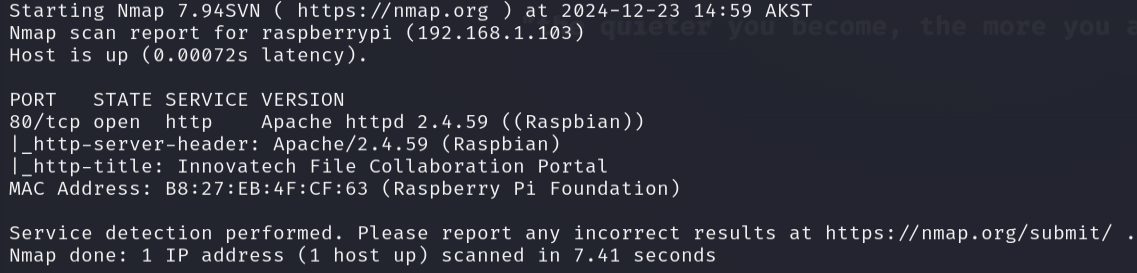 Starting Nmap 7.94SVN ( https://nmap.org ) at 2024-12-23 14:59 AKST
Nmap scan report for raspberrypi (192.168.1.103)
Host is up (0.00072s latency).
PORT   STATE SERVICE VERSION
80/tcp open  http    Apache httpd 2.4.59 ((Raspbian))
|_http-server-header: Apache/2.4.59 (Raspbian)
|_http-title: Innovatech File Collaboration Portal
MAC Address: B8:27:EB:4F:CF:63 (Raspberry Pi Foundation)
Service detection performed. Please report any incorrect results at https://nmap.org/submit/ .
Nmap done: 1 IP address (1 host up) scanned in 7.41 seconds
quieter you become, the more you a